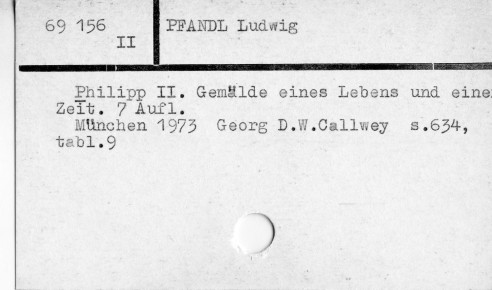 69 156
II
PFANDL Ludwig
Philipp II. Gemälde eines Lebens und einer
Zeit. 7 Aufl.
München 1973 Georg D.W.Callwey s.634,
tabl.9